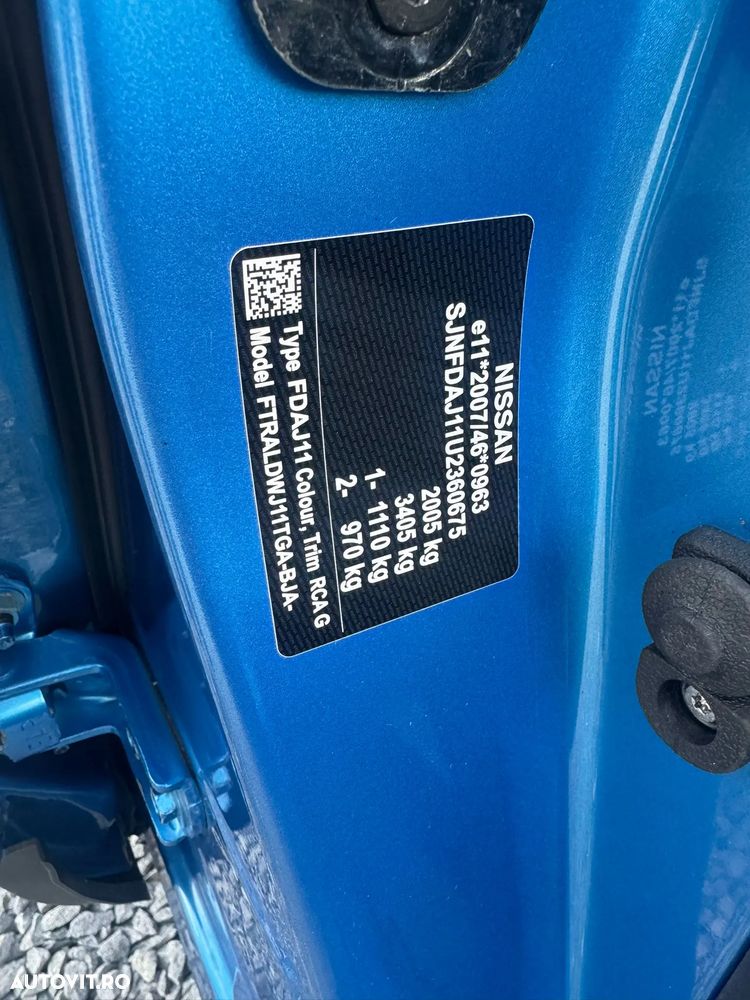 NISSAN
e11*2007/46*0963
SJNFDAJ11U2360675
2005 kg
3405 kg
1- 1110 kg
2- 970 kg
Type FDAJ11 Colour, Trim RCA G
Model FTRALDWJ11TGA-BJA-
AUTOVIT.RO